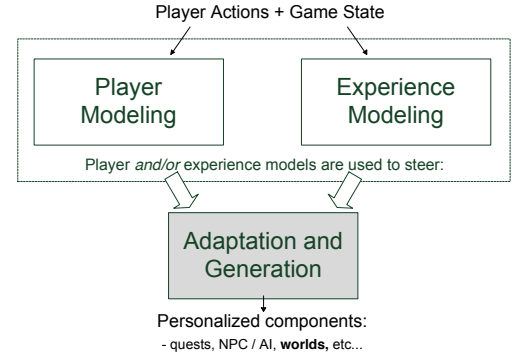 Player Actions + Game State
Player
Modeling
Experience
Modeling
Player and/or experience models are used to steer:
Adaptation and
Generation
Personalized components:
- quests, NPC / AI, worlds, etc...